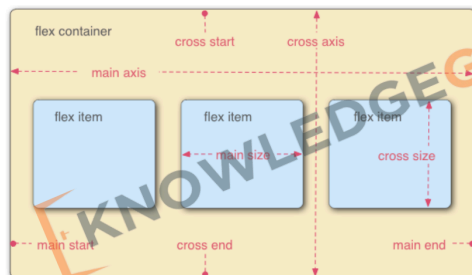 flex container
cross start
cross axis
main axis
flex item
flex item
flex item
main size
cross size
KNOWLEDGEG
main start
cross end
main end